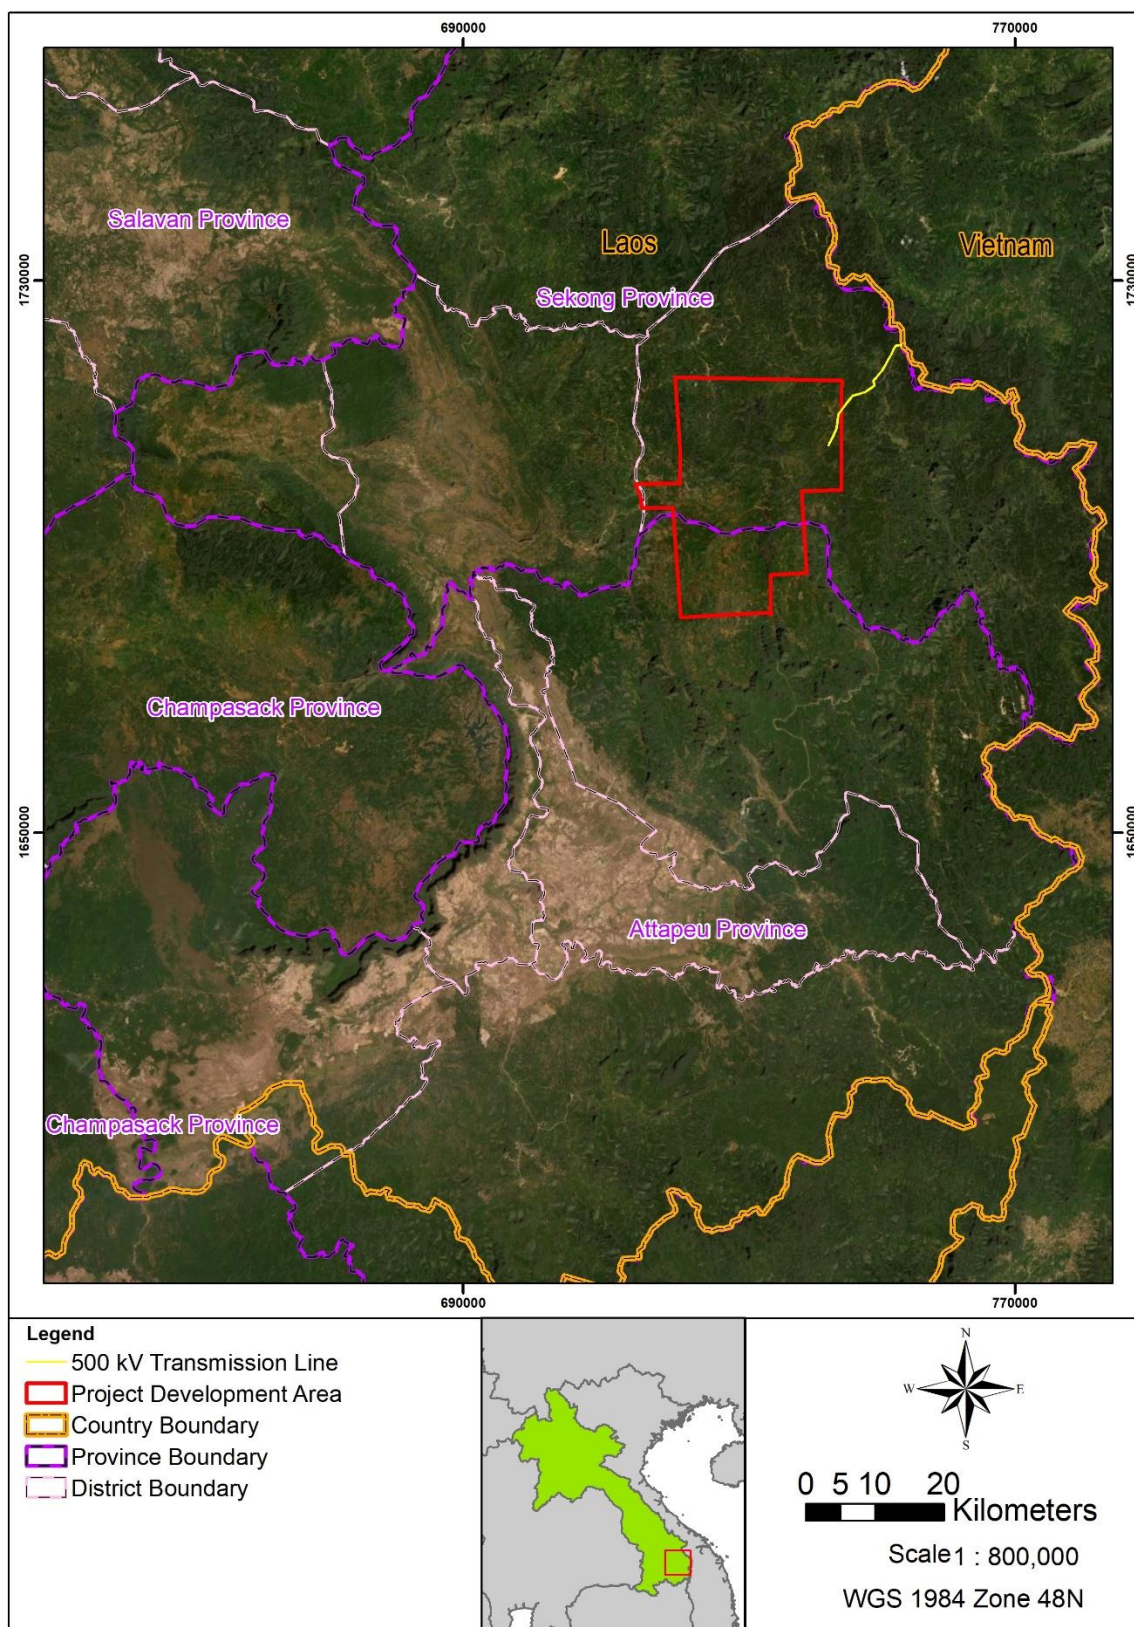 690000
770000
Salavan Province
Laos
Vietnam
1730000
1730000
Sekong Province
Champasack Province
1650000
1650000
Attapeu Province
Champasack Province
690000
770000
Legend
500 kV Transmission Line
Project Development Area
Country Boundary
Province Boundary
District Boundary
N
W
E
S
0 5 10 20
Kilometers
Scale 1 : 800,000
WGS 1984 Zone 48N